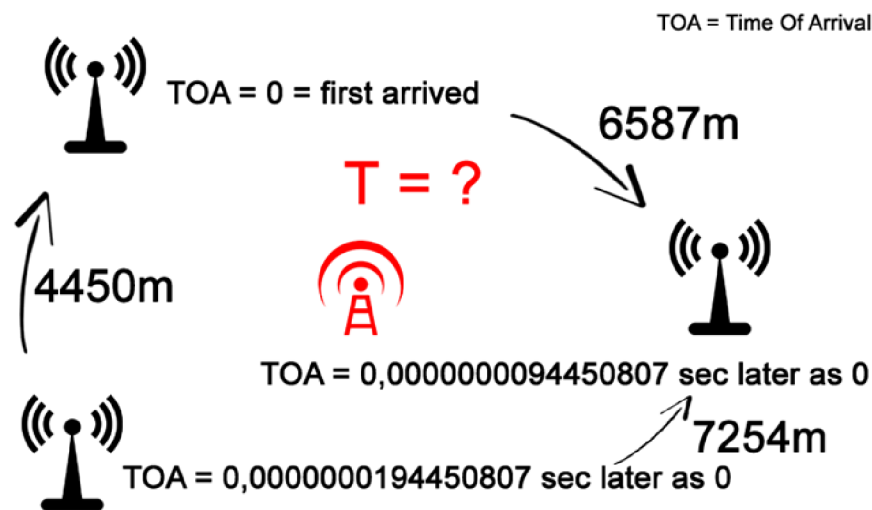 TOA = Time Of Arrival
TOA = 0 = first arrived
6587m
T = ?
4450m
TOA = 0,0000000094450807 sec later as 0
7254m
TOA = 0,0000000194450807 sec later as 0